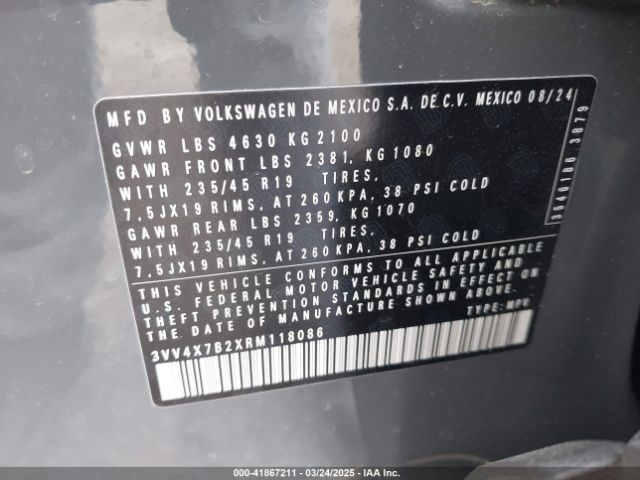 MFD BY VOLKSWAGEN DE MEXICO S.A. DE C.V. MEXICO 08/24
GVWR LBS 4630 KG 2100
GAWR FRONT LBS 2381, KG 1080
WITH 235/45 R19 TIRES,
7,5JX19 RIMS, AT 260 KPA, 38 PSI COLD
GAWR REAR LBS 2359, KG 1070
WITH 235/45 R19 TIRES,
7,5JX19 RIMS, AT 260 KPA, 38 PSI COLD
THIS VEHICLE CONFORMS TO ALL APPLICABLE
U.S. FEDERAL MOTOR VEHICLE SAFETY AND
THEFT PREVENTION STANDARDS IN EFFECT ON
THE DATE OF MANUFACTURE SHOWN ABOVE.
3VV4X7B2XRM118086 TYPE: MPV
3546186 3879
000-41867211 - 03/24/2025 - IAA Inc.